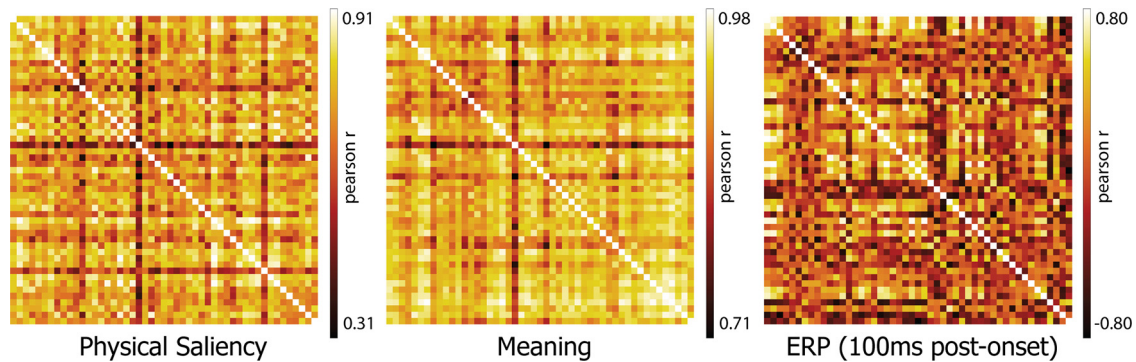 0.91
pearson r
0.31
Physical Saliency
0.98
pearson r
0.71
Meaning
0.80
pearson r
-0.80
ERP (100ms post-onset)